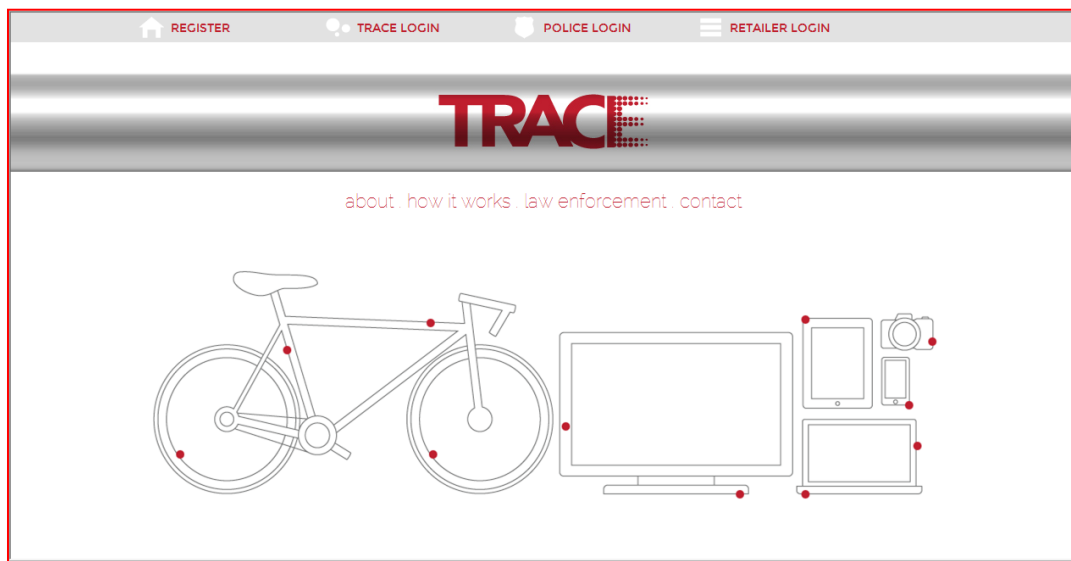 REGISTER TRACE LOGIN POLICE LOGIN RETAILER LOGIN
TRACE
about . how it works . law enforcement . contact